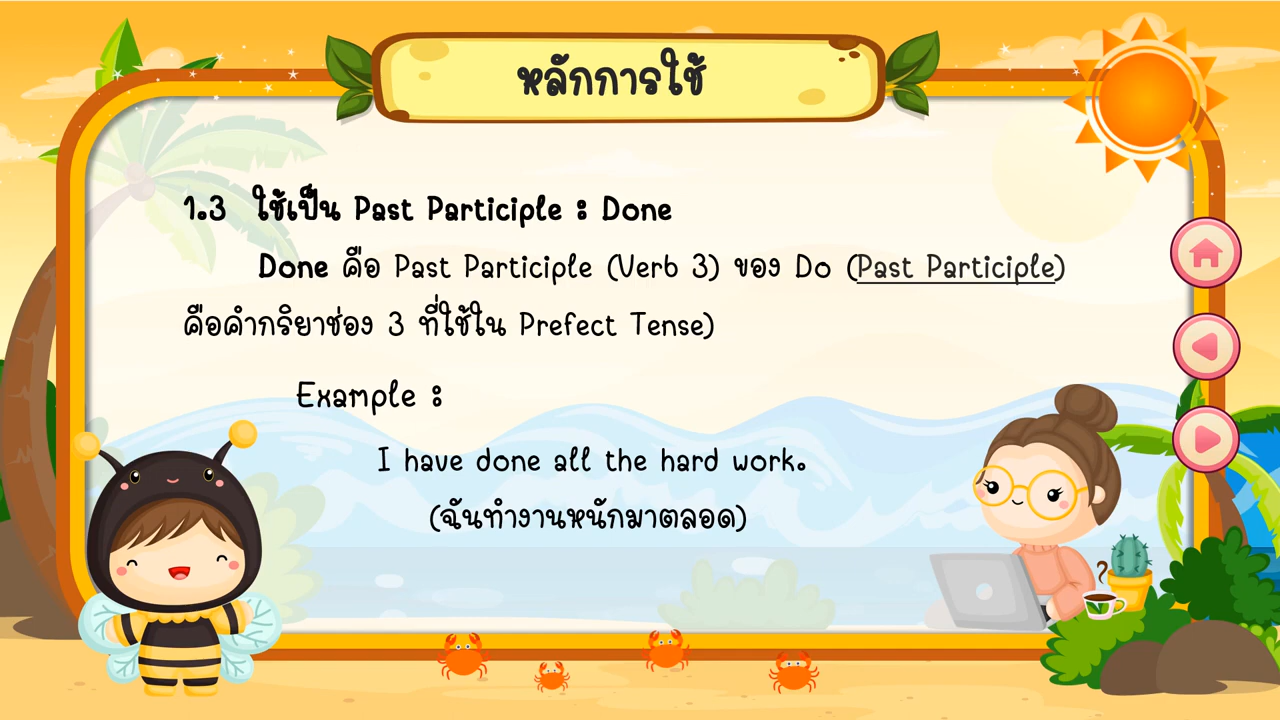 หลักการใช้
1.3 ใช้เป็น Past Participle : Done
Done คือ Past Participle (Verb 3) ของ Do (Past Participle)
คือคำกริยาช่อง 3 ที่ใช้ใน Prefect Tense)
Example :
I have done all the hard work.
(ฉันทำงานหนักมาตลอด)